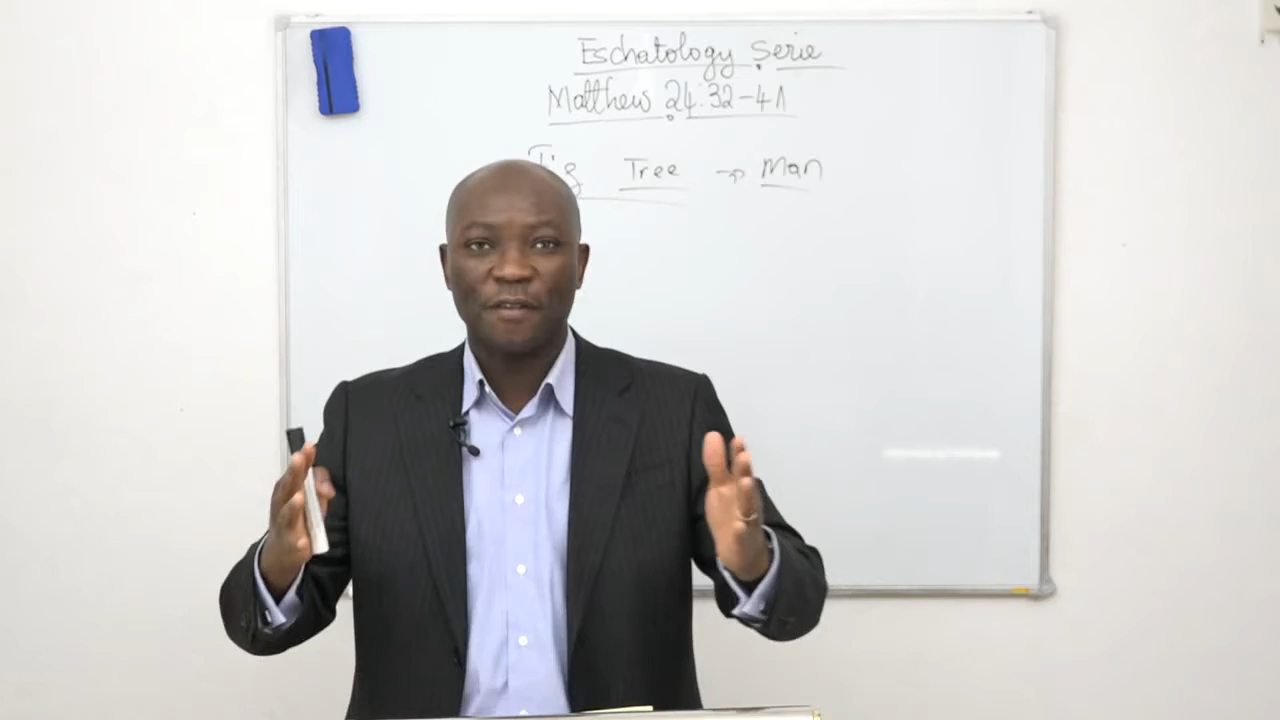 Eschatology Serie
Matthew 24:32-41
Fig Tree → Man